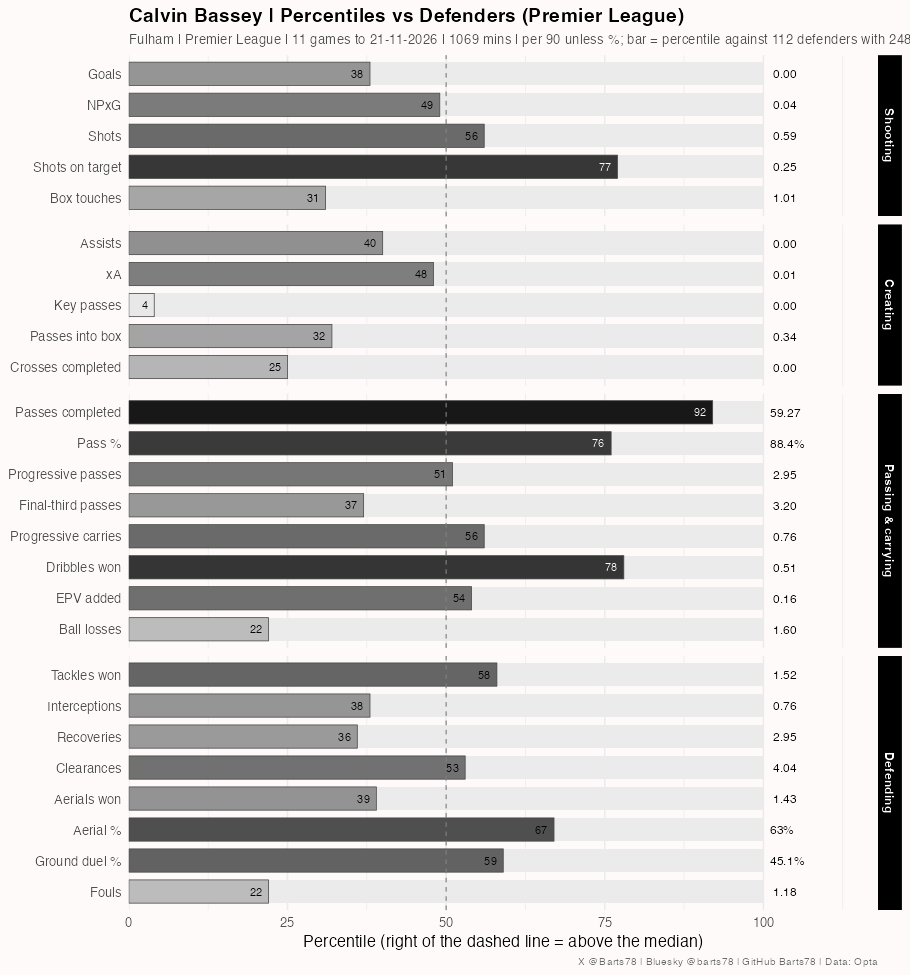 Calvin Bassey | Percentiles vs Defenders (Premier League)
Fulham | Premier League | 11 games to 21-11-2026 | 1069 mins | per 90 unless %; bar = percentile against 112 defenders with 248
Shooting
Goals 38 0.00
NPxG 49 0.04
Shots 56 0.59
Shots on target 77 0.25
Box touches 31 1.01
Creating
Assists 40 0.00
xA 48 0.01
Key passes 4 0.00
Passes into box 32 0.34
Crosses completed 25 0.00
Passing & carrying
Passes completed 92 59.27
Pass % 76 88.4%
Progressive passes 51 2.95
Final-third passes 37 3.20
Progressive carries 56 0.76
Dribbles won 78 0.51
EPV added 54 0.16
Ball losses 22 1.60
Defending
Tackles won 58 1.52
Interceptions 38 0.76
Recoveries 36 2.95
Clearances 53 4.04
Aerials won 39 1.43
Aerial % 67 63%
Ground duel % 59 45.1%
Fouls 22 1.18
0 25 50 75 100
Percentile (right of the dashed line = above the median)
X @Barts78 | Bluesky @barts78 | GitHub Barts78 | Data: Opta